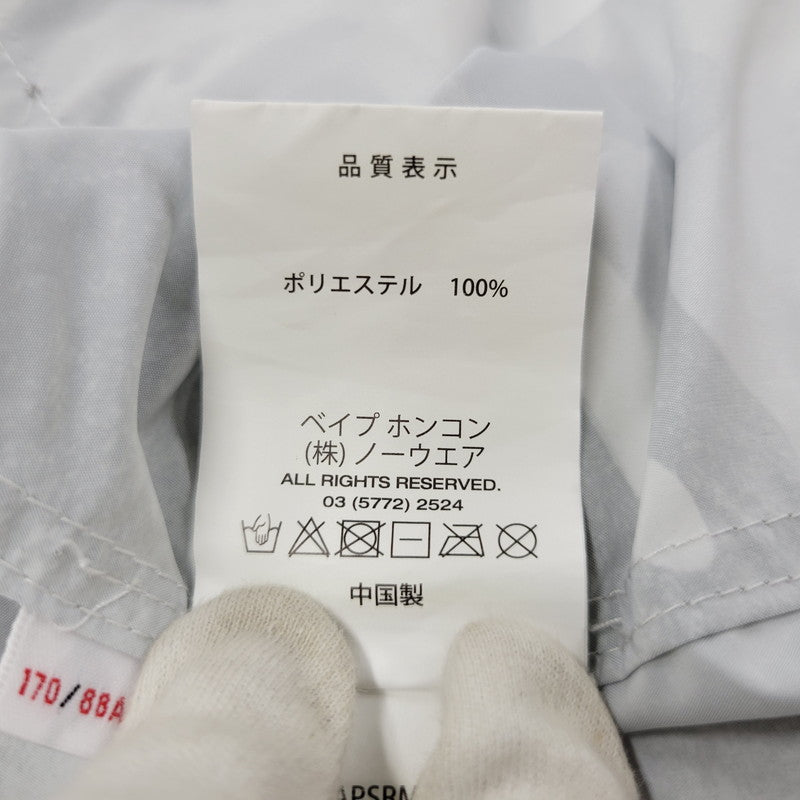 品質表示
ポリエステル 100%
ベイプ ホンコン
(株) ノーウエア
ALL RIGHTS RESERVED.
03 (5772) 2524
中国製
170/88A